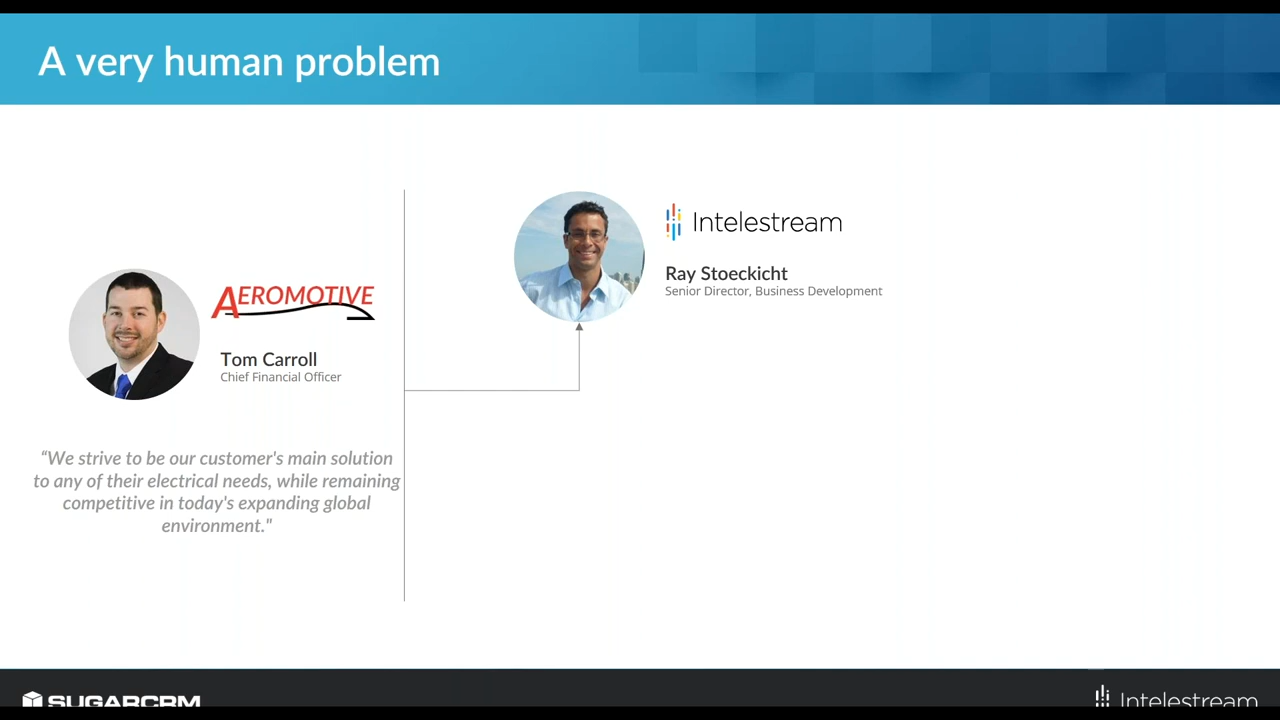 A very human problem
AEROMOTIVE
Tom Carroll
Chief Financial Officer
“We strive to be our customer's main solution
to any of their electrical needs, while remaining
competitive in today's expanding global
environment."
Intelestream
Ray Stoeckicht
Senior Director, Business Development
SUGARCRM
Intelestream